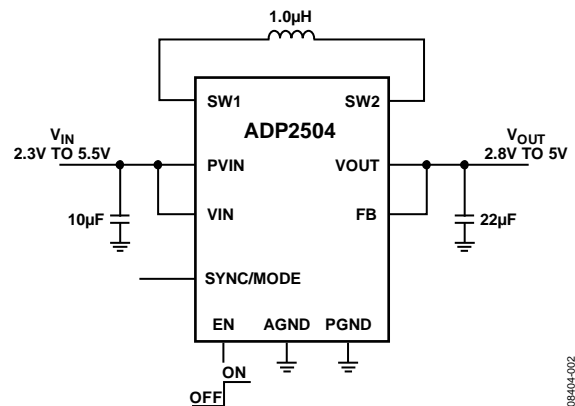 1.0µH
SW1
SW2
ADP2504
VIN
2.3V TO 5.5V
PVIN
VOUT
VOUT
2.8V TO 5V
VIN
FB
10µF
22µF
SYNC/MODE
EN
AGND
PGND
ON
OFF
08404-002